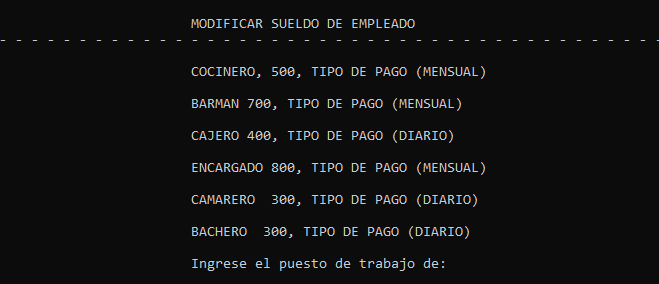 MODIFICAR SUELDO DE EMPLEADO
- - - - - - - - - - - - - - - - - - - - - - - - - - - - - - - - - - - - - - - - - -
COCINERO, 500, TIPO DE PAGO (MENSUAL)
BARMAN 700, TIPO DE PAGO (MENSUAL)
CAJERO 400, TIPO DE PAGO (DIARIO)
ENCARGADO 800, TIPO DE PAGO (MENSUAL)
CAMARERO  300, TIPO DE PAGO (DIARIO)
BACHERO  300, TIPO DE PAGO (DIARIO)
Ingrese el puesto de trabajo de: